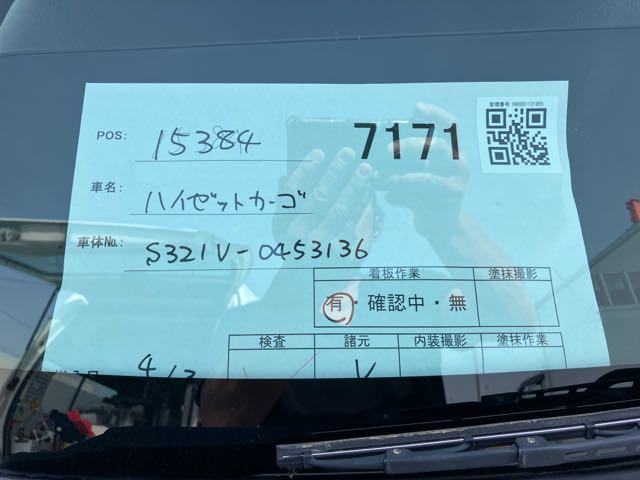 管理番号 990001131955
POS: 15384 7171
車名: ハイゼットカーゴ
車体No.: S321V-0453136
看板作業 塗抹撮影
有・確認中・無
検査 諸元 内装撮影 塗抹作業
4/3 V